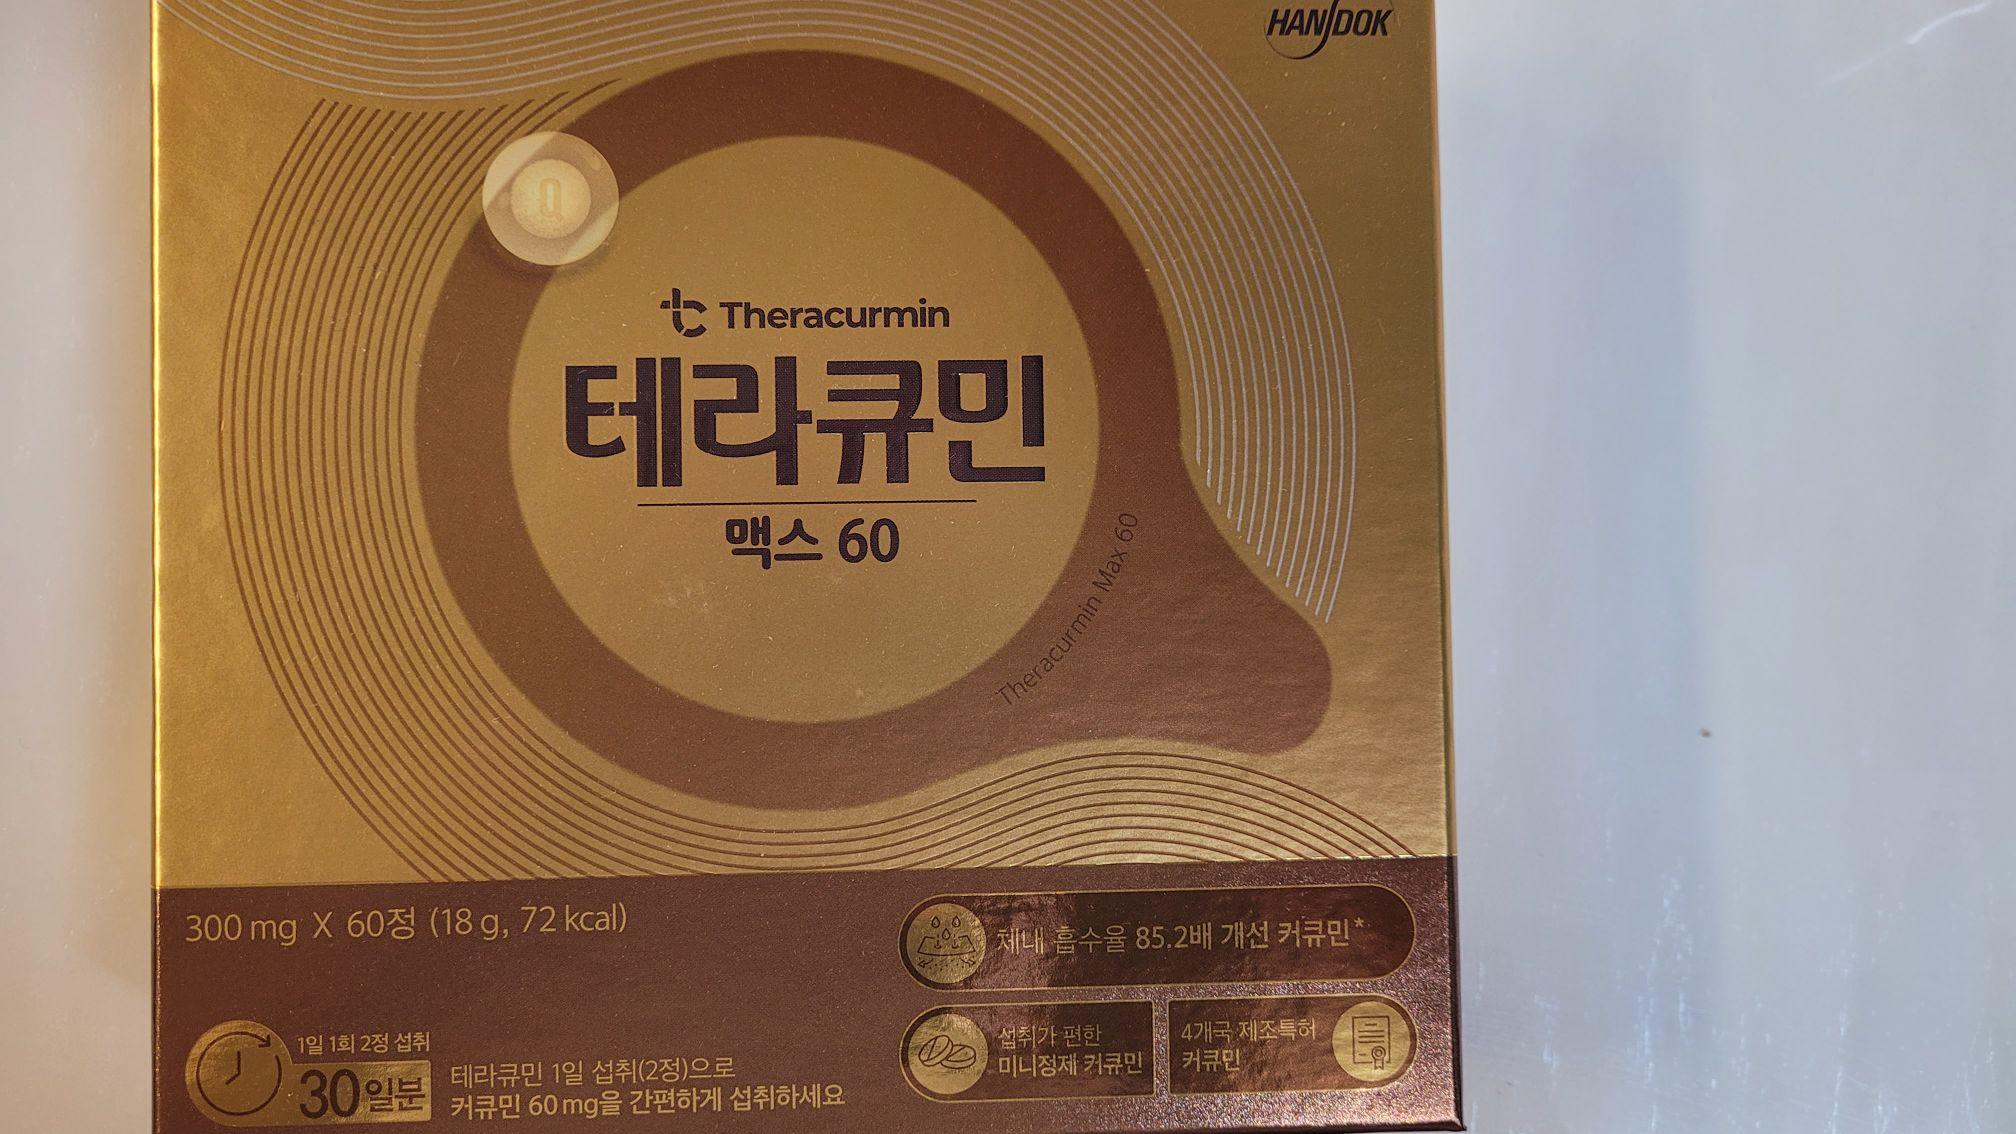 HANDOK
Q
tc Theracurmin
테라큐민
맥스 60
Theracurmin Max 60
300 mg X 60정 (18 g, 72 kcal)
체내 흡수율 85.2배 개선 커큐민*
섭취가 편한
미니정제 커큐민
4개국 제조특허
커큐민
1일 1회 2정 섭취
30일분
테라큐민 1일 섭취(2정)으로
커큐민 60 mg을 간편하게 섭취하세요